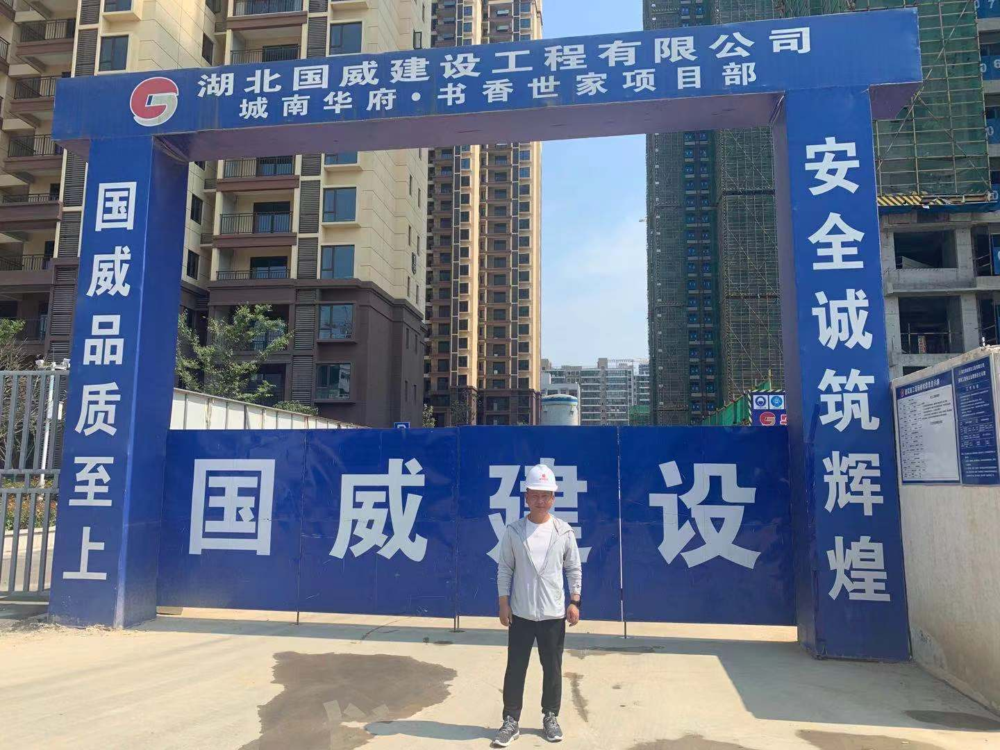 湖北国威建设工程有限公司
城南华府·书香世家项目部
国威品质至上
安全诚筑辉煌
国威建设